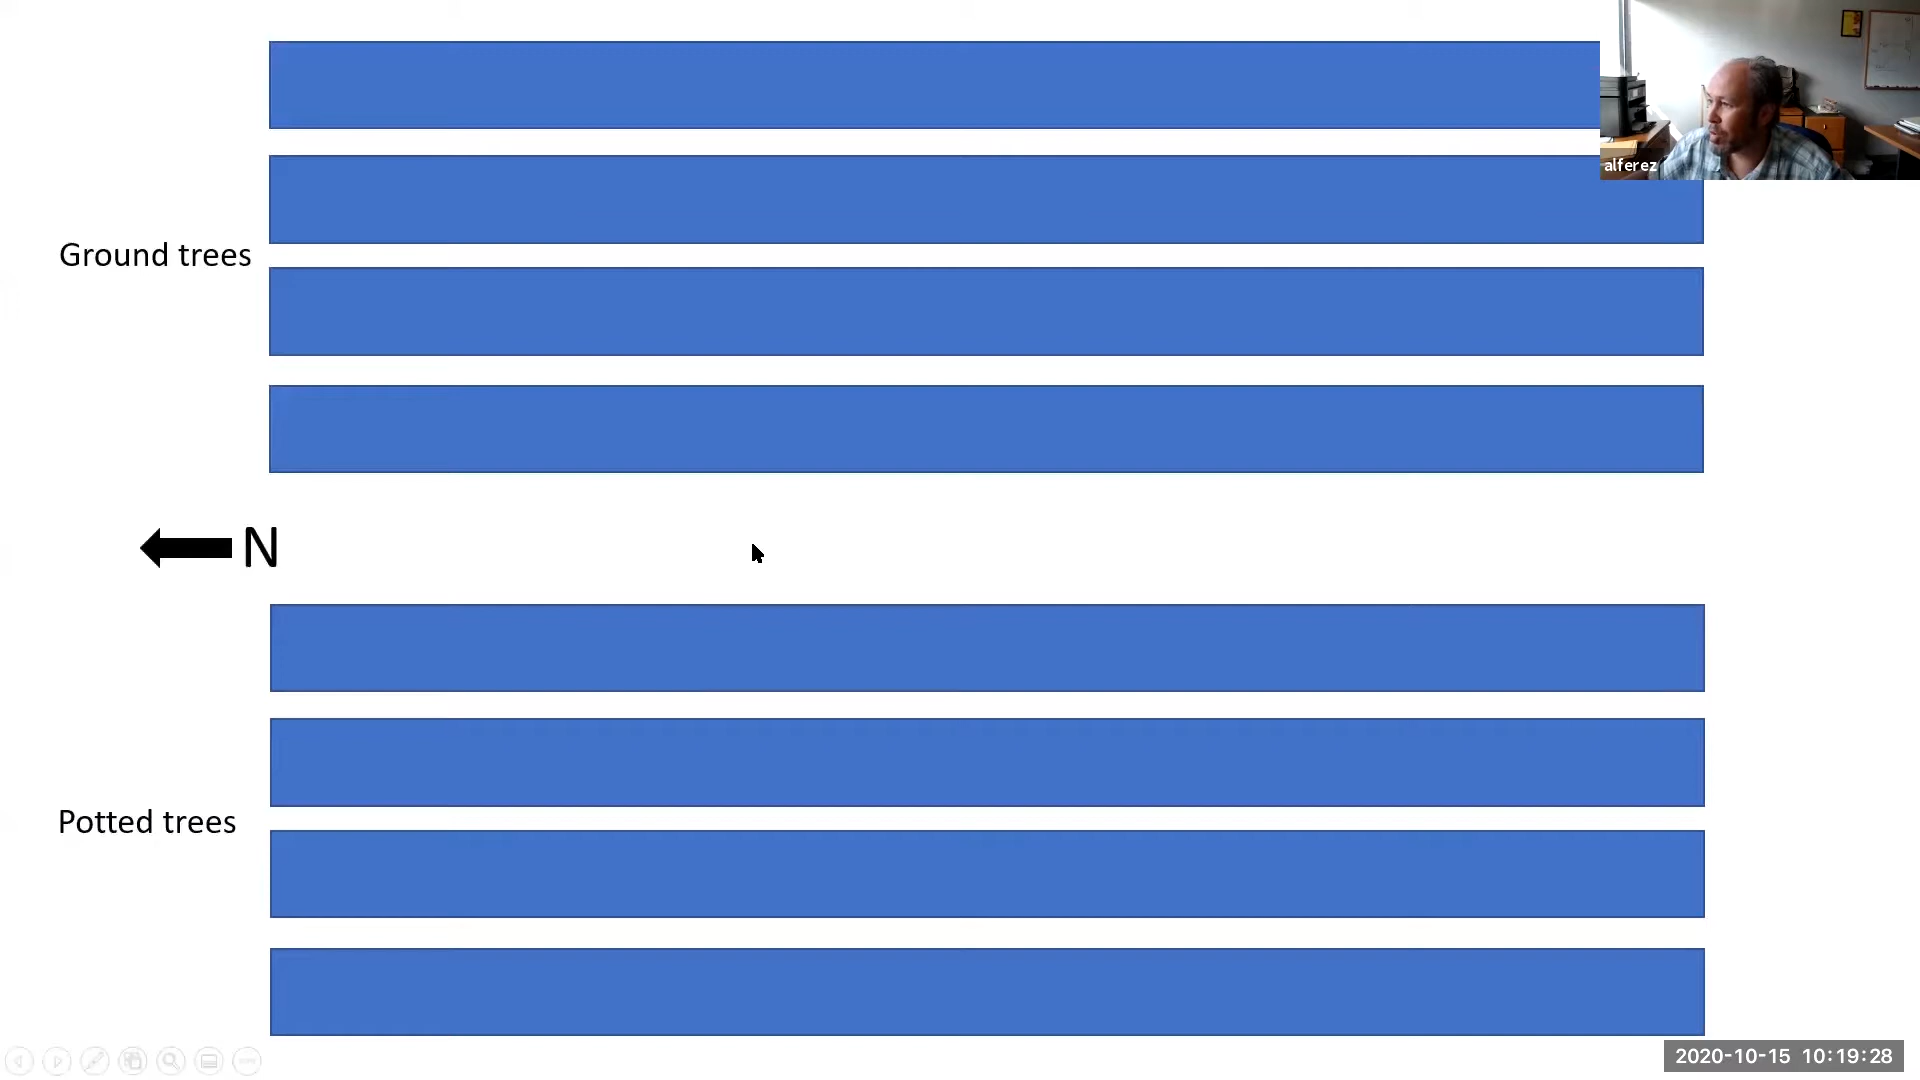 alferez
Ground trees
N
Potted trees
2020-10-15 10:19:28